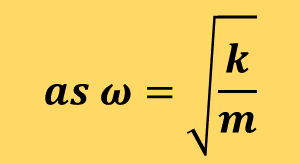 as ω = √(k/m)